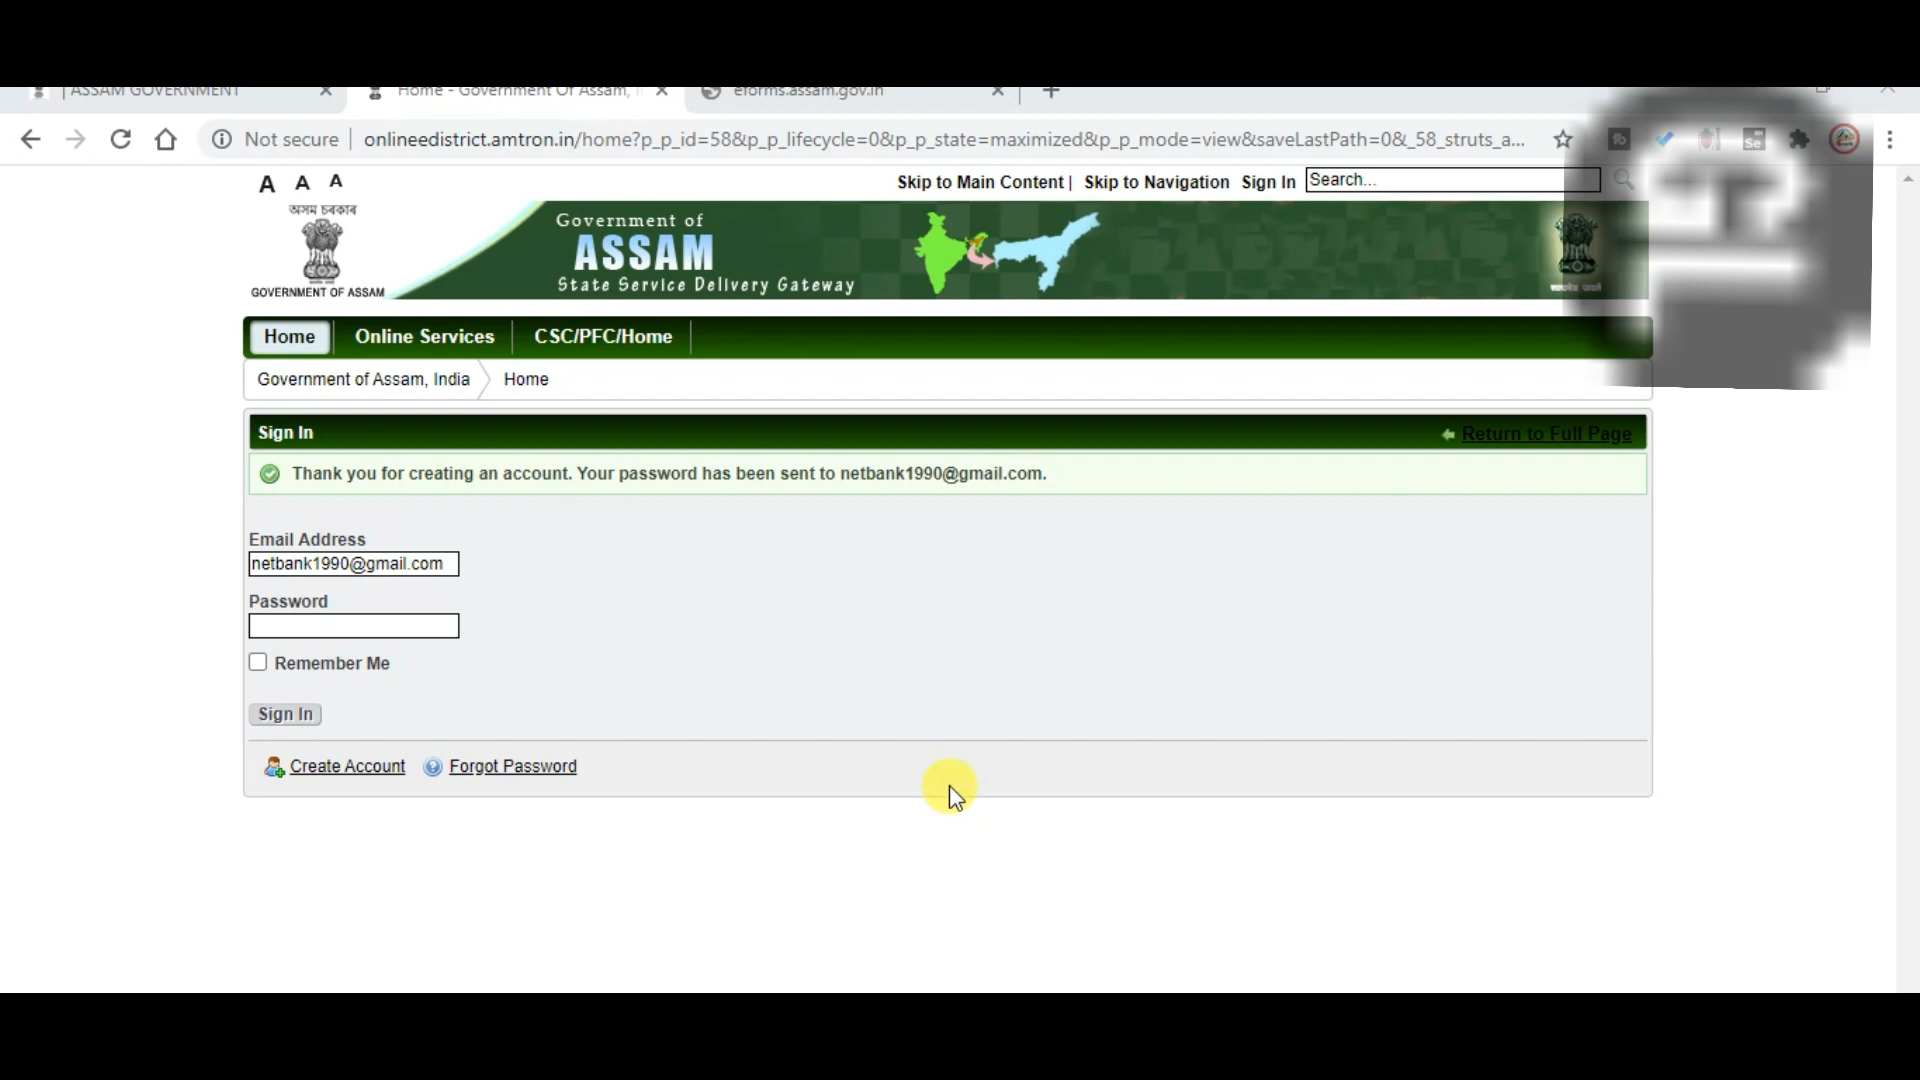 | ASSAM GOVERNMENT
Home - Government Of Assam, I
eforms.assam.gov.in
Not secure
onlineedistrict.amtron.in/home?p_p_id=58&p_p_lifecycle=0&p_p_state=maximized&p_p_mode=view&saveLastPath=0&_58_struts_a...
A A A
Skip to Main Content |
Skip to Navigation
Sign In
Search...
অসম চৰকাৰ
GOVERNMENT OF ASSAM
Government of
ASSAM
State Service Delivery Gateway
Home
Online Services
CSC/PFC/Home
Government of Assam, India
Home
Sign In
Return to Full Page
Thank you for creating an account. Your password has been sent to netbank1990@gmail.com.
Email Address
netbank1990@gmail.com
Password
Remember Me
Sign In
Create Account
Forgot Password